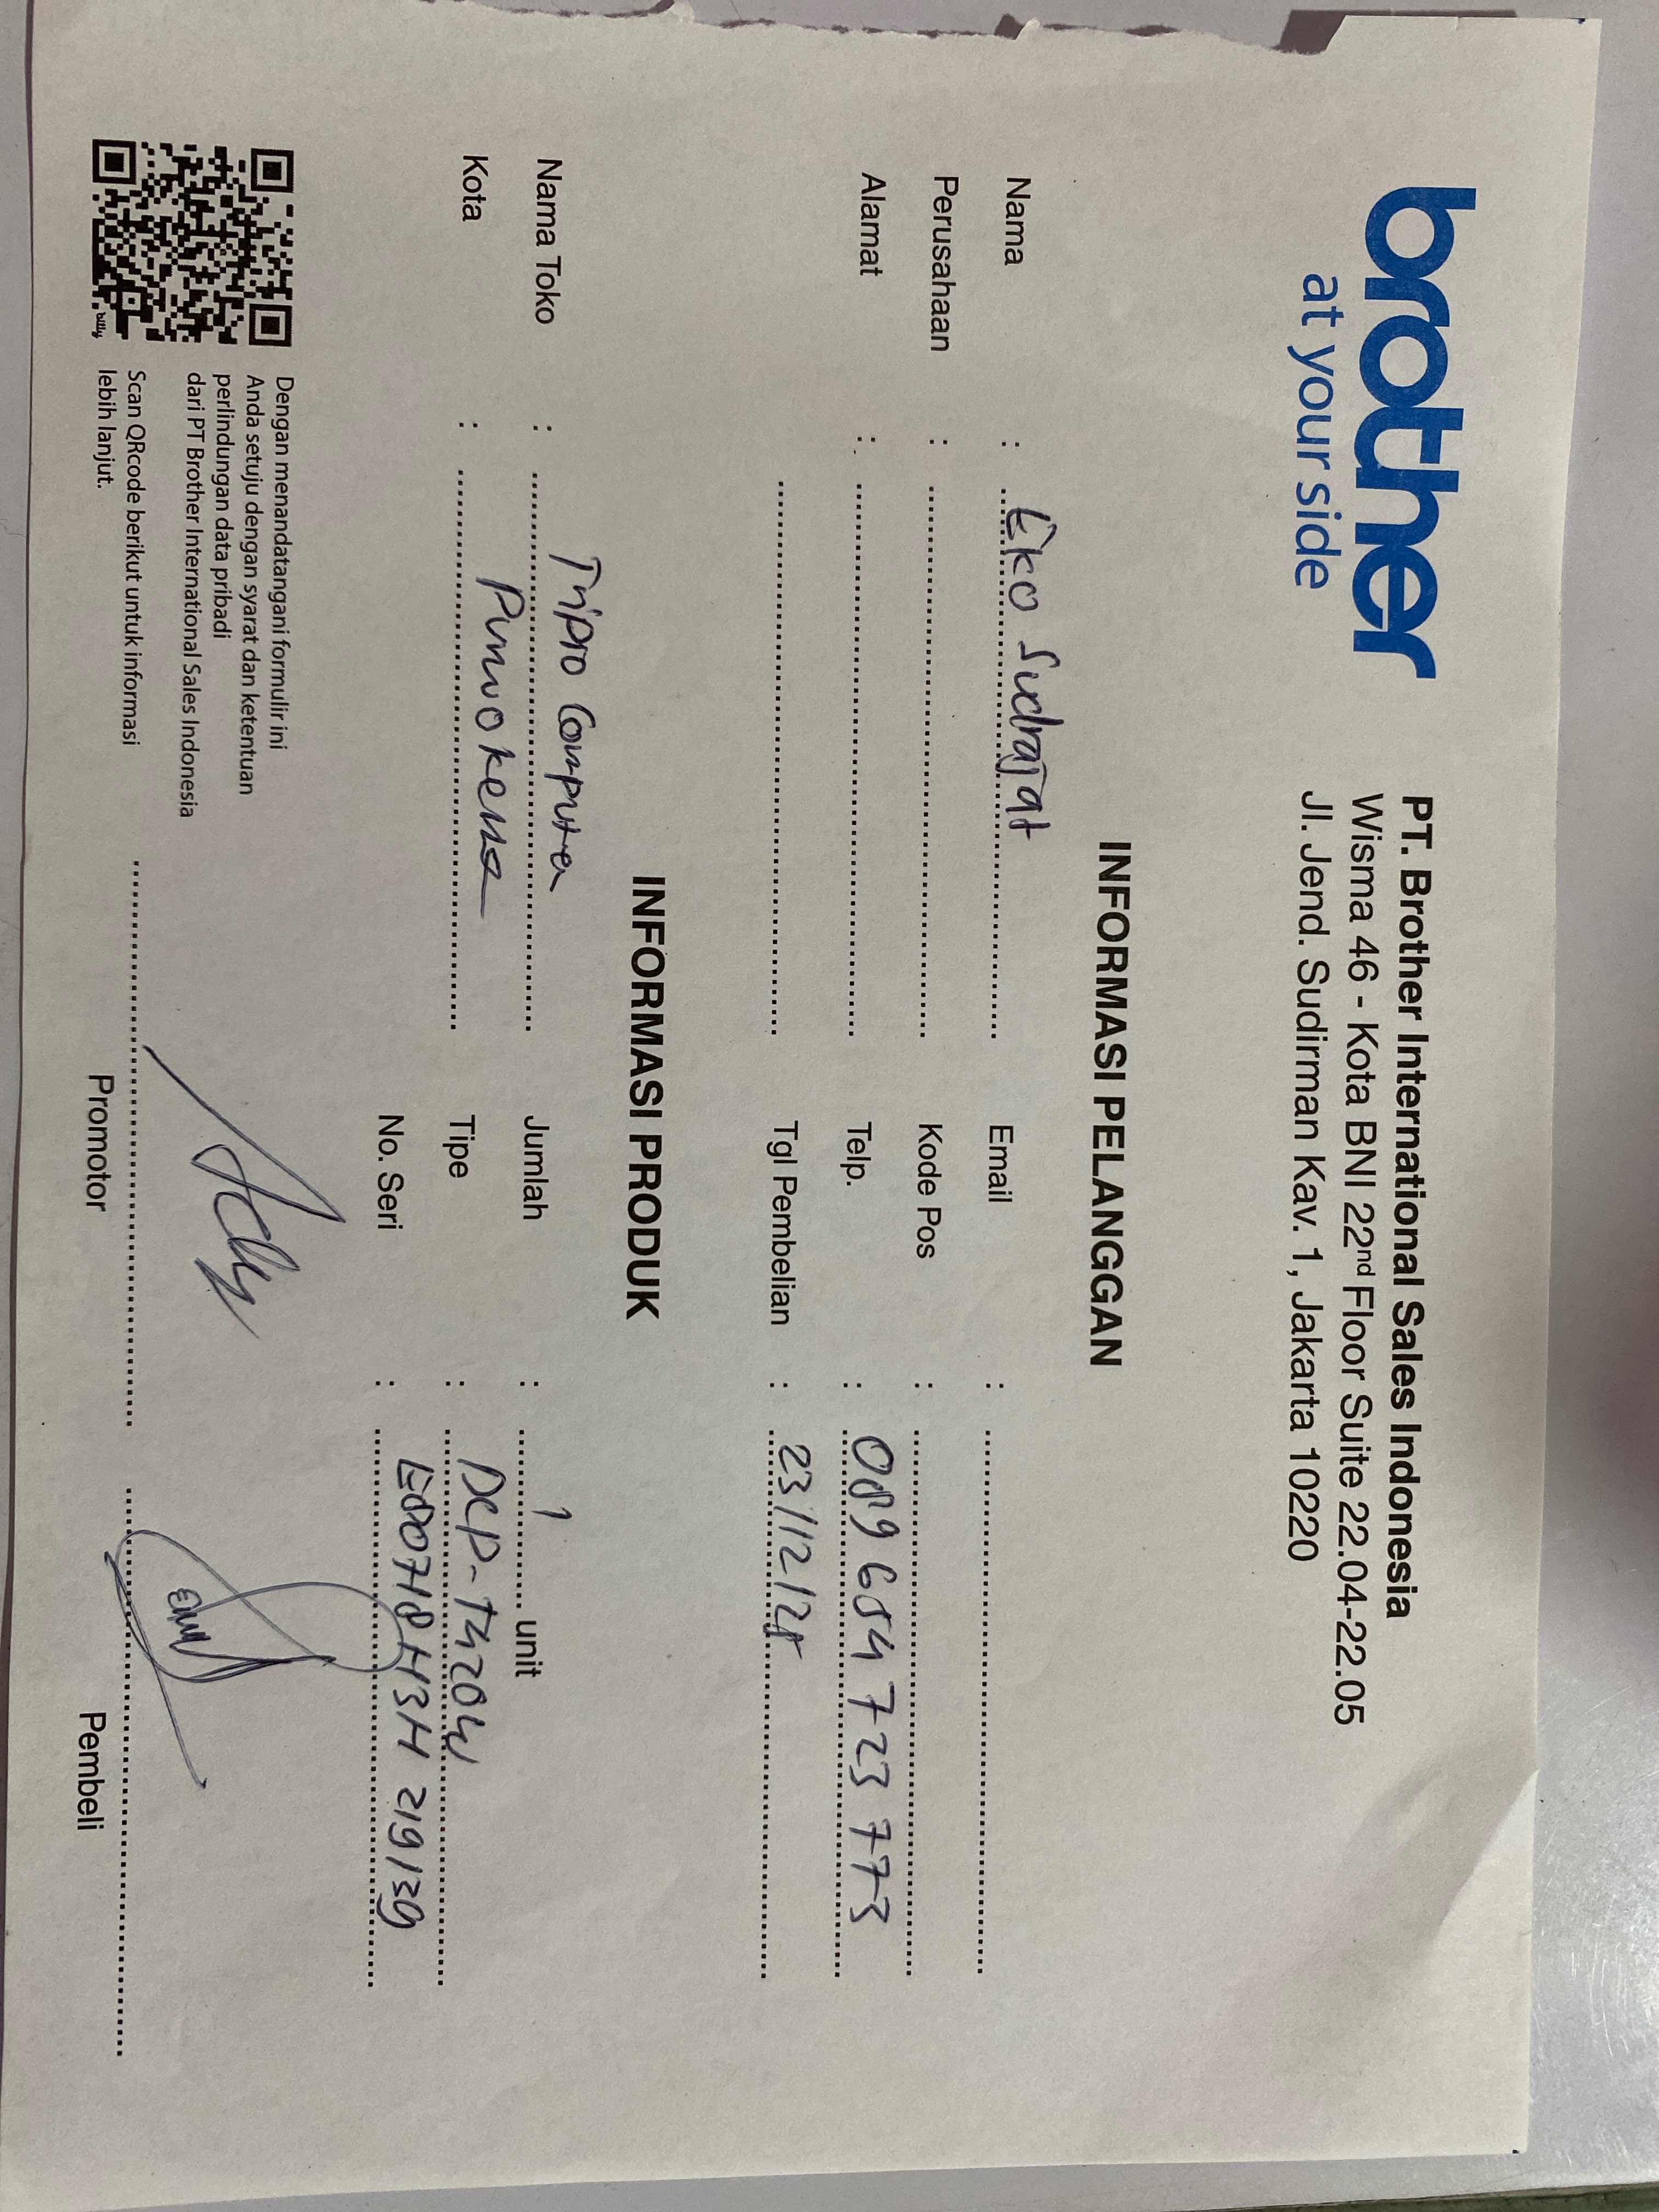 brother
at your side
PT. Brother International Sales Indonesia
Wisma 46 - Kota BNI 22nd Floor Suite 22.04-22.05
Jl. Jend. Sudirman Kav. 1, Jakarta 10220
INFORMASI PELANGGAN
Nama : Eko Sudrajat Email :
Perusahaan : Kode Pos :
Alamat : Telp. : 089 654 723 773
Tgl Pembelian : 23/12/25
INFORMASI PRODUK
Nama Toko : Tripro Computer Jumlah : 1 unit
Kota : Purwokerto Tipe : DCP-T420W
No. Seri :
Dengan menandatangani formulir ini
Anda setuju dengan syarat dan ketentuan
perlindungan data pribadi
dari PT Brother International Sales Indonesia
Scan QRcode berikut untuk informasi
lebih lanjut.
billy
Promotor Pembeli